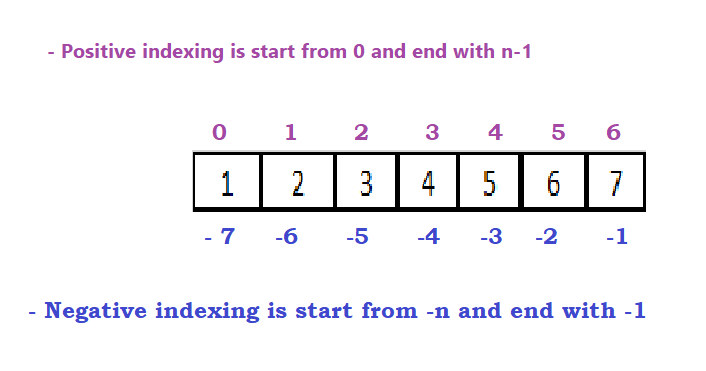 - Positive indexing is start from 0 and end with n-1
0 1 2 3 4 5 6
1 2 3 4 5 6 7
- 7 -6 -5 -4 -3 -2 -1
- Negative indexing is start from -n and end with -1